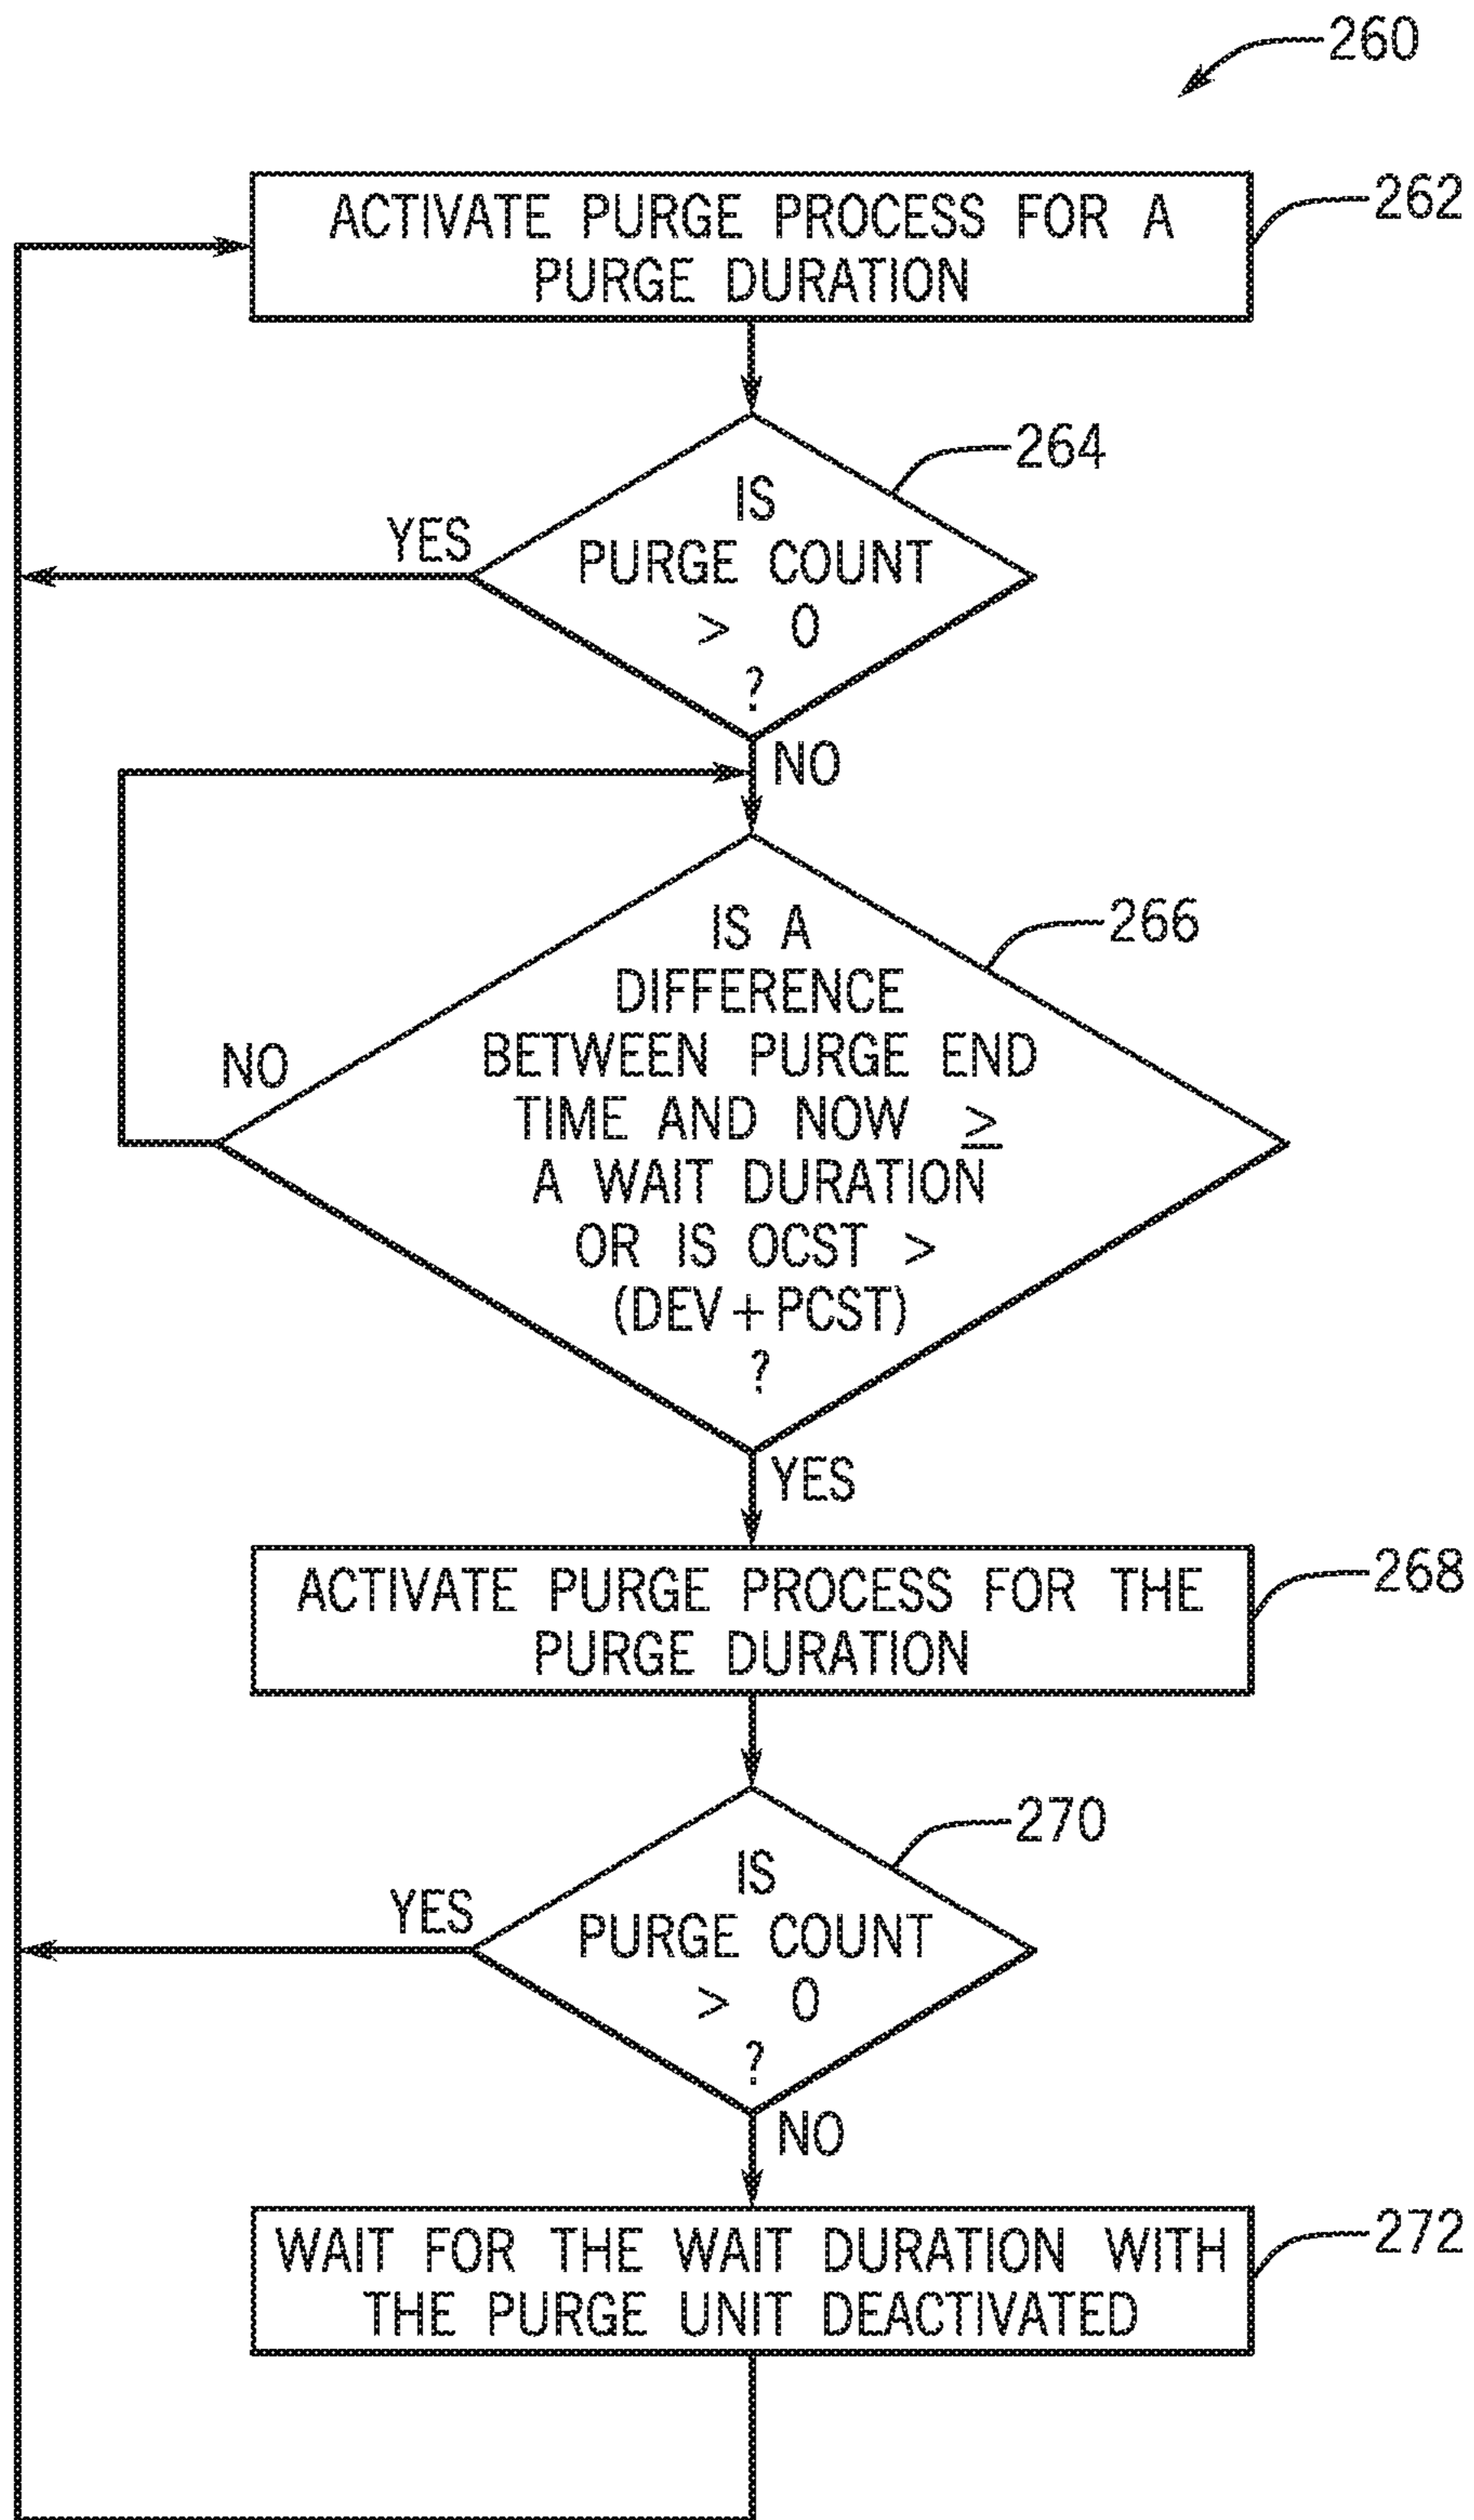 260
ACTIVATE PURGE PROCESS FOR A
PURGE DURATION
262
264
IS
PURGE COUNT
> 0
?
YES
NO
266
IS A
DIFFERENCE
BETWEEN PURGE END
TIME AND NOW ≥
A WAIT DURATION
OR IS OCST >
(DEV+PCST)
?
NO
YES
ACTIVATE PURGE PROCESS FOR THE
PURGE DURATION
268
270
IS
PURGE COUNT
> 0
?
YES
NO
WAIT FOR THE WAIT DURATION WITH
THE PURGE UNIT DEACTIVATED
272